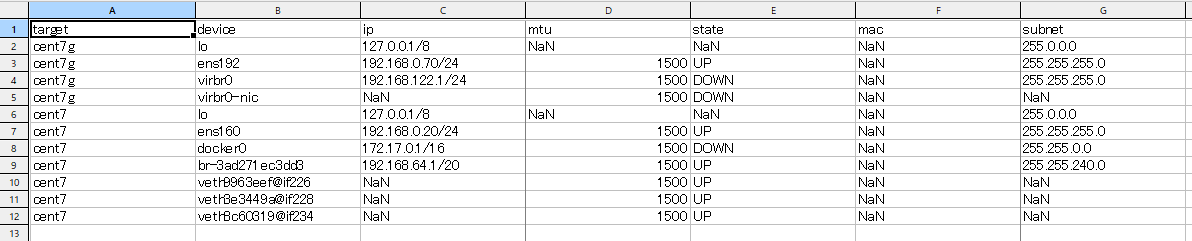 A B C D E F G
1 target device ip mtu state mac subnet
2 cent7g lo 127.0.0.1/8 NaN NaN NaN 255.0.0.0
3 cent7g ens192 192.168.0.70/24 1500 UP NaN 255.255.255.0
4 cent7g virbr0 192.168.122.1/24 1500 DOWN NaN 255.255.255.0
5 cent7g virbr0-nic NaN 1500 DOWN NaN NaN
6 cent7 lo 127.0.0.1/8 NaN NaN NaN 255.0.0.0
7 cent7 ens160 192.168.0.20/24 1500 UP NaN 255.255.255.0
8 cent7 docker0 172.17.0.1/16 1500 DOWN NaN 255.255.0.0
9 cent7 br-3ad271ec3dd3 192.168.64.1/20 1500 UP NaN 255.255.240.0
10 cent7 veth9963eef@if226 NaN 1500 UP NaN NaN
11 cent7 veth3e3449a@if228 NaN 1500 UP NaN NaN
12 cent7 veth3c60319@if234 NaN 1500 UP NaN NaN
13